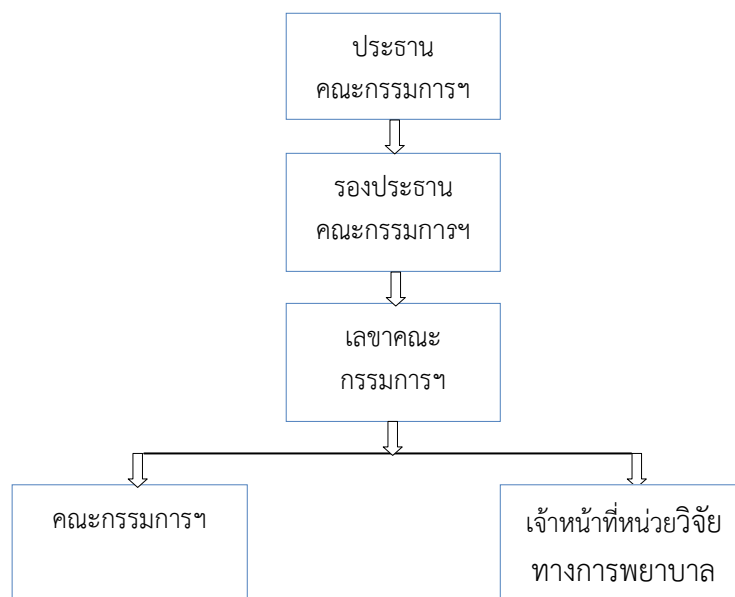 ประธาน
คณะกรรมการฯ
รองประธาน
คณะกรรมการฯ
เลขาคณะ
กรรมการฯ
คณะกรรมการฯ
เจ้าหน้าที่หน่วยวิจัย
ทางการพยาบาล